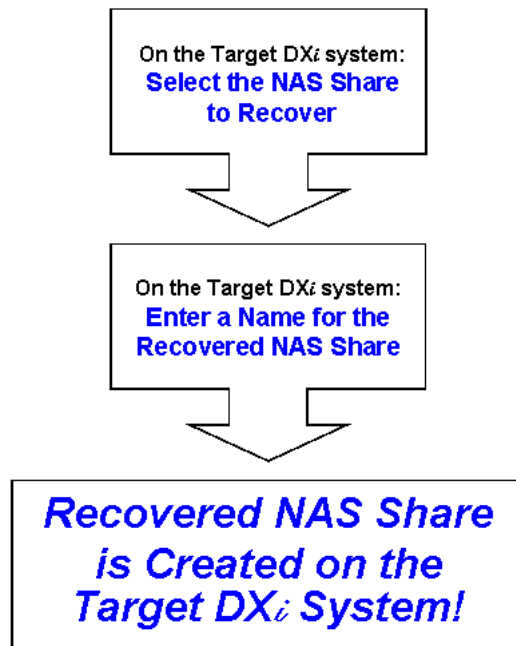 On the Target DXi system:
Select the NAS Share
to Recover
On the Target DXi system:
Enter a Name for the
Recovered NAS Share
Recovered NAS Share
is Created on the
Target DXi System!